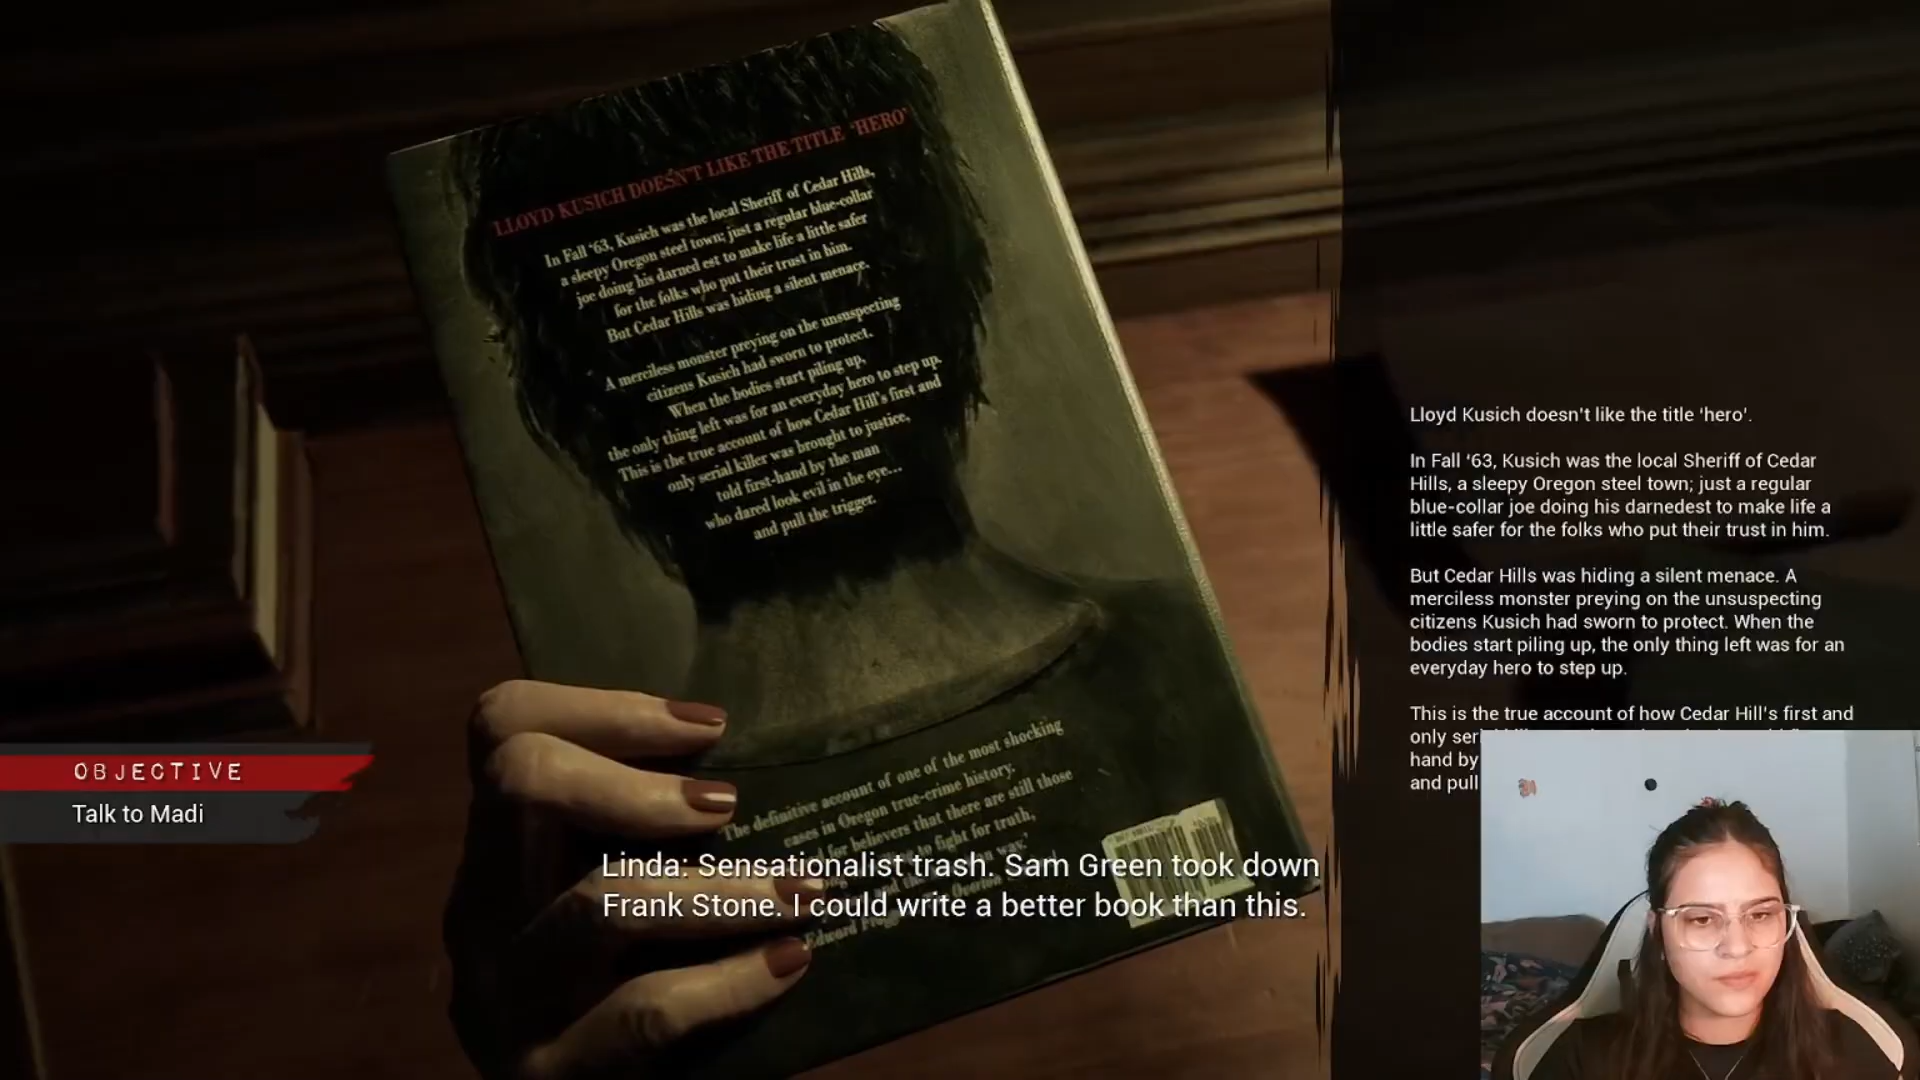 LLOYD KUSICH DOESN'T LIKE THE TITLE 'HERO'
In Fall '63, Kusich was the local Sheriff of Cedar Hills,
a sleepy Oregon steel town; just a regular blue-collar
joe doing his darned est to make life a little safer
for the folks who put their trust in him.
But Cedar Hills was hiding a silent menace.
A merciless monster preying on the unsuspecting
citizens Kusich had sworn to protect.
When the bodies start piling up,
the only thing left was for an everyday hero to step up.
This is the true account of how Cedar Hill's first and
only serial killer was brought to justice,
told first-hand by the man
who dared look evil in the eye...
and pull the trigger.
'The definitive account of one of the most shocking
cases in Oregon true-crime history.
for believers that there are still those
to fight for truth,
way.'
Edward
OBJECTIVE
Talk to Madi
Linda: Sensationalist trash. Sam Green took down
Frank Stone. I could write a better book than this.
Lloyd Kusich doesn't like the title 'hero'.
In Fall '63, Kusich was the local Sheriff of Cedar
Hills, a sleepy Oregon steel town; just a regular
blue-collar joe doing his darnedest to make life a
little safer for the folks who put their trust in him.
But Cedar Hills was hiding a silent menace. A
merciless monster preying on the unsuspecting
citizens Kusich had sworn to protect. When the
bodies start piling up, the only thing left was for an
everyday hero to step up.
This is the true account of how Cedar Hill's first and
only
hand by
and pull